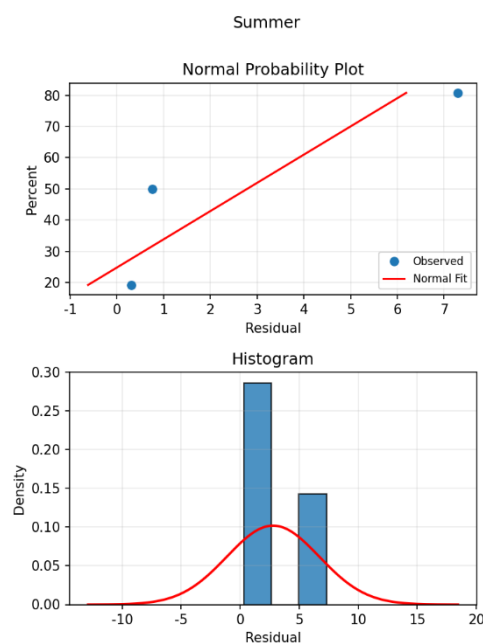 Summer
Normal Probability Plot
80
70
60
50
40
30
20
Percent
Observed
Normal Fit
-1 0 1 2 3 4 5 6 7
Residual
Histogram
0.30
0.25
0.20
0.15
0.10
0.05
0.00
Density
-10 -5 0 5 10 15 20
Residual